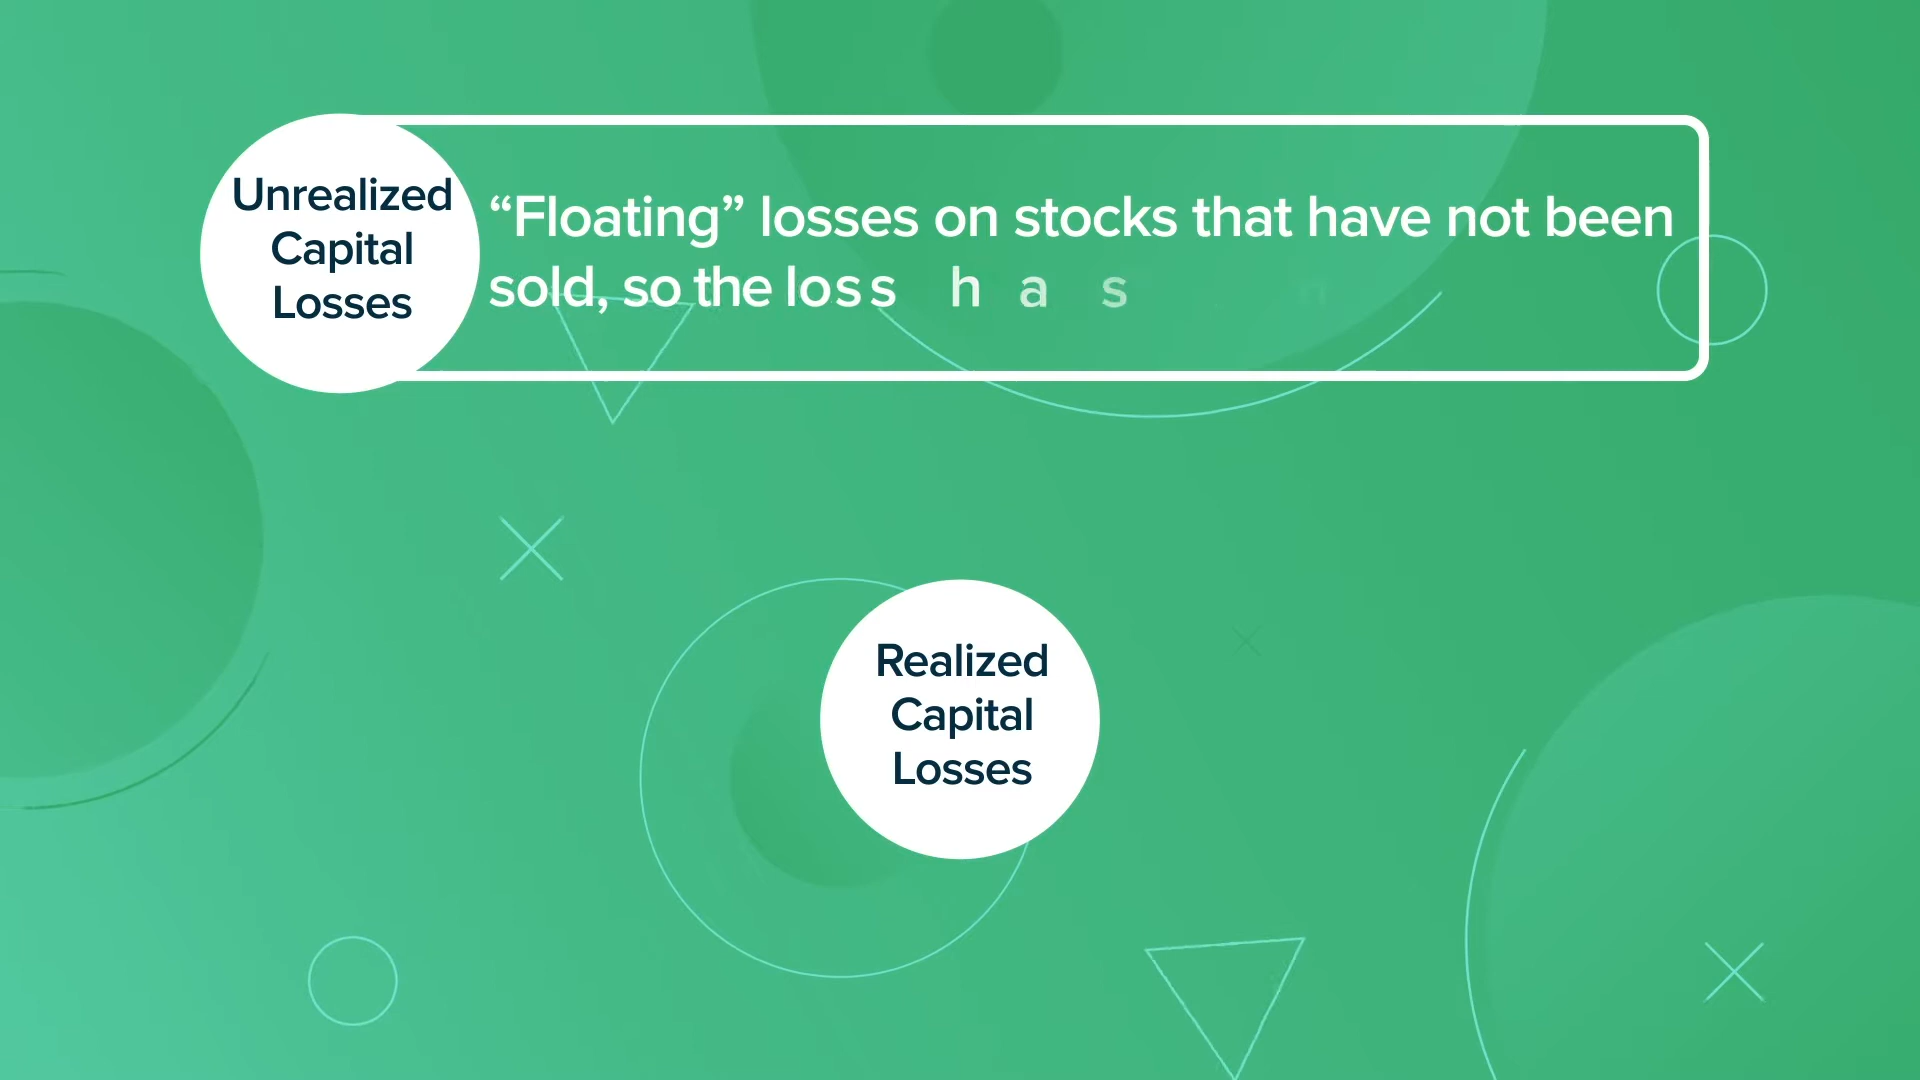 Unrealized
Capital
Losses
“Floating” losses on stocks that have not been
sold, so the loss has
Realized
Capital
Losses